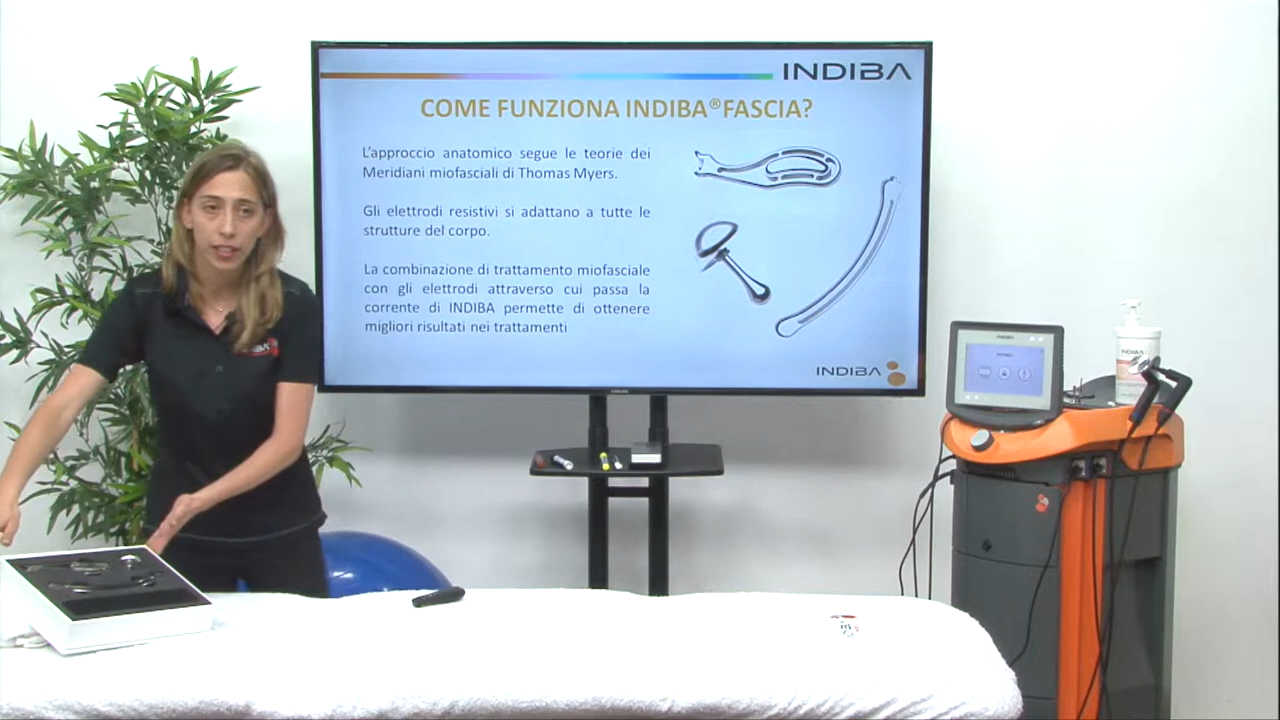 INDIBA
COME FUNZIONA INDIBA®FASCIA?
L'approccio anatomico segue le teorie dei
Meridiani miofasciali di Thomas Myers.
Gli elettrodi resistivi si adattano a tutte le
strutture del corpo.
La combinazione di trattamento miofasciale
con gli elettrodi attraverso cui passa la
corrente di INDIBA permette di ottenere
migliori risultati nei trattamenti
INDIBA
INDIBA